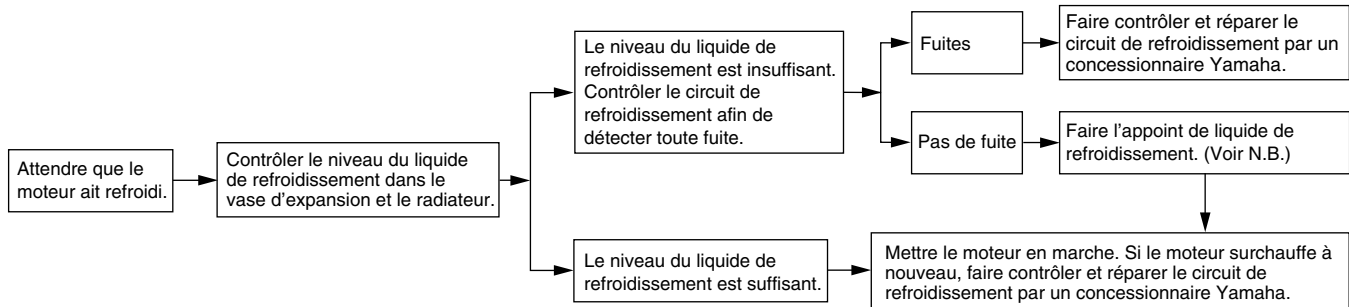 Attendre que le
moteur ait refroidi.
Contrôler le niveau du liquide
de refroidissement dans le
vase d'expansion et le radiateur.
Le niveau du liquide de
refroidissement est insuffisant.
Contrôler le circuit de
refroidissement afin de
détecter toute fuite.
Fuites
Faire contrôler et réparer le
circuit de refroidissement par un
concessionnaire Yamaha.
Pas de fuite
Faire l'appoint de liquide de
refroidissement. (Voir N.B.)
Le niveau du liquide de
refroidissement est suffisant.
Mettre le moteur en marche. Si le moteur surchauffe à
nouveau, faire contrôler et réparer le circuit de
refroidissement par un concessionnaire Yamaha.